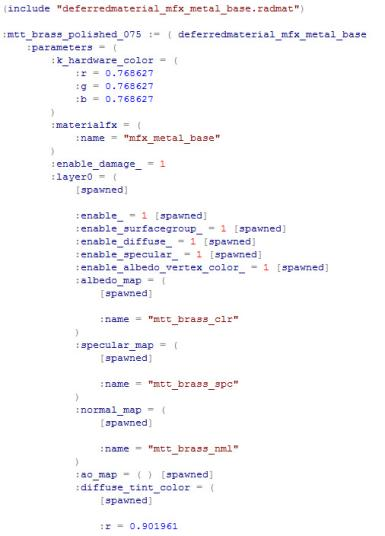 (include "deferredmaterial_mfx_metal_base.radmat")
:mtt_brass_polished_075 := ( deferredmaterial_mfx_metal_base
:parameters = (
:k_hardware_color = (
:r = 0.768627
:g = 0.768627
:b = 0.768627
)
:materialfx = (
:name = "mfx_metal_base"
)
:enable_damage_ = 1
:layer0 = (
[spawned]
:enable_ = 1 [spawned]
:enable_surfacegroup_ = 1 [spawned]
:enable_diffuse_ = 1 [spawned]
:enable_specular_ = 1 [spawned]
:enable_albedo_vertex_color_ = 1 [spawned]
:albedo_map = (
[spawned]
:name = "mtt_brass_clr"
)
:specular_map = (
[spawned]
:name = "mtt_brass_spc"
)
:normal_map = (
[spawned]
:name = "mtt_brass_nml"
)
:ao_map = ( ) [spawned]
:diffuse_tint_color = (
[spawned]
:r = 0.901961